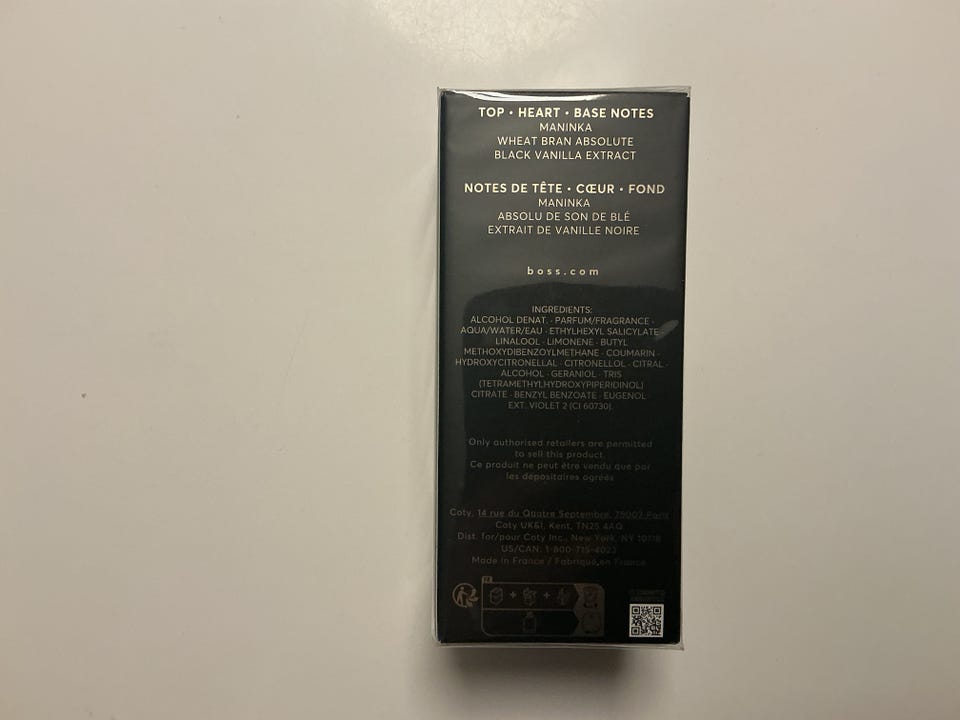 TOP • HEART • BASE NOTES
MANINKA
WHEAT BRAN ABSOLUTE
BLACK VANILLA EXTRACT
NOTES DE TÊTE • CŒUR • FOND
MANINKA
ABSOLU DE SON DE BLÉ
EXTRAIT DE VANILLE NOIRE
boss.com
INGREDIENTS:
ALCOHOL DENAT. · PARFUM/FRAGRANCE ·
AQUA/WATER/EAU · ETHYLHEXYL SALICYLATE ·
LINALOOL · LIMONENE · BUTYL
METHOXYDIBENZOYLMETHANE · COUMARIN ·
HYDROXYCITRONELLAL · CITRONELLOL · CITRAL ·
ALCOHOL · GERANIOL · TRIS
(TETRAMETHYLHYDROXYPIPERIDINOL)
CITRATE · BENZYL BENZOATE · EUGENOL ·
EXT. VIOLET 2 (CI 60730).
Only authorised retailers are permitted
to sell this product.
Ce produit ne peut être vendu que par
les dépositaires agréés
Coty, 14 rue du Quatre Septembre, 75002 Paris
Coty UK&I, Kent, TN25 4AQ
Dist. for/pour Coty Inc., New York, NY 10118
US/CAN: 1-800-715-4023
Made in France / Fabriqué en France
FR